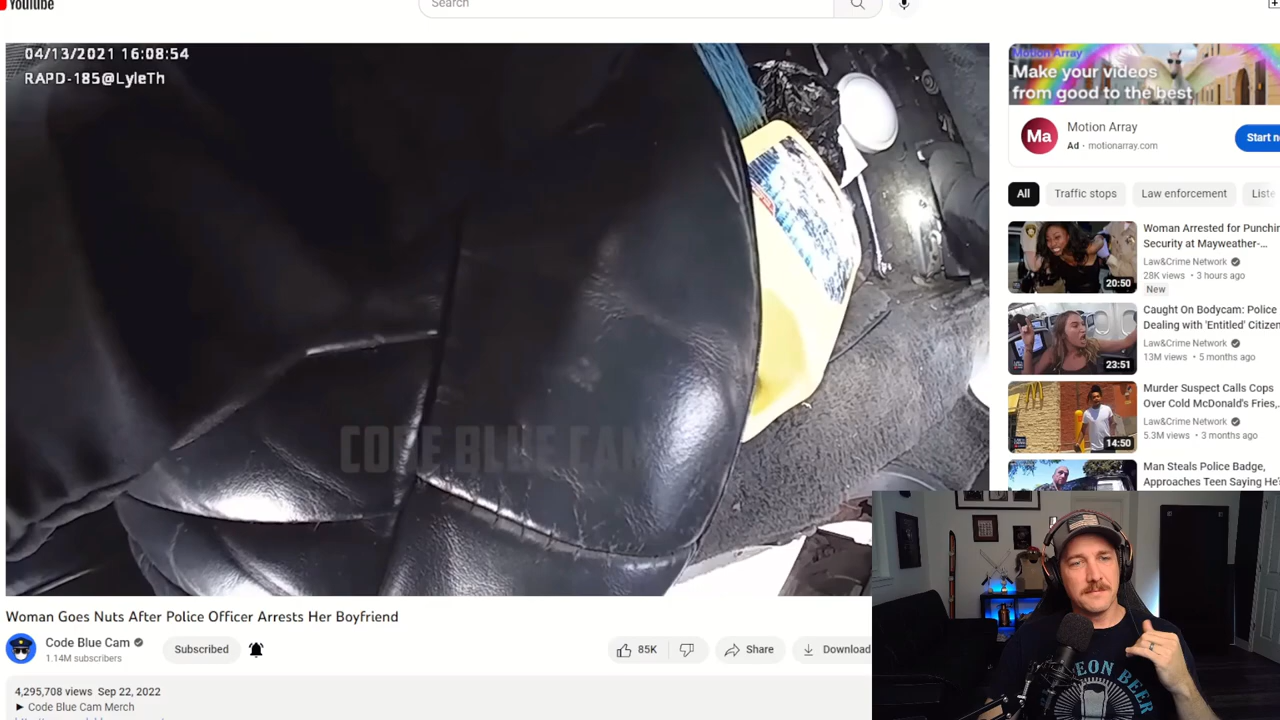 YouTube
Search
04/13/2021 16:08:54
RAPD-185@LyleTh
CODE BLUE CAM
Motion Array
Make your videos
from good to the best
Ma
Motion Array
Ad · motionarray.com
Start n
All
Traffic stops
Law enforcement
Liste
Woman Arrested for Punchin
Security at Mayweather-...
Law&Crime Network
28K views • 3 hours ago
New
20:50
Caught On Bodycam: Police
Dealing with 'Entitled' Citizen
Law&Crime Network
13M views • 5 months ago
23:51
Murder Suspect Calls Cops
Over Cold McDonald's Fries,
Law&Crime Network
5.3M views • 3 months ago
14:50
Man Steals Police Badge,
Approaches Teen Saying He'
Woman Goes Nuts After Police Officer Arrests Her Boyfriend
Code Blue Cam
1.14M subscribers
Subscribed
85K
Share
Download
4,295,708 views Sep 22, 2022
► Code Blue Cam Merch
EON BEER